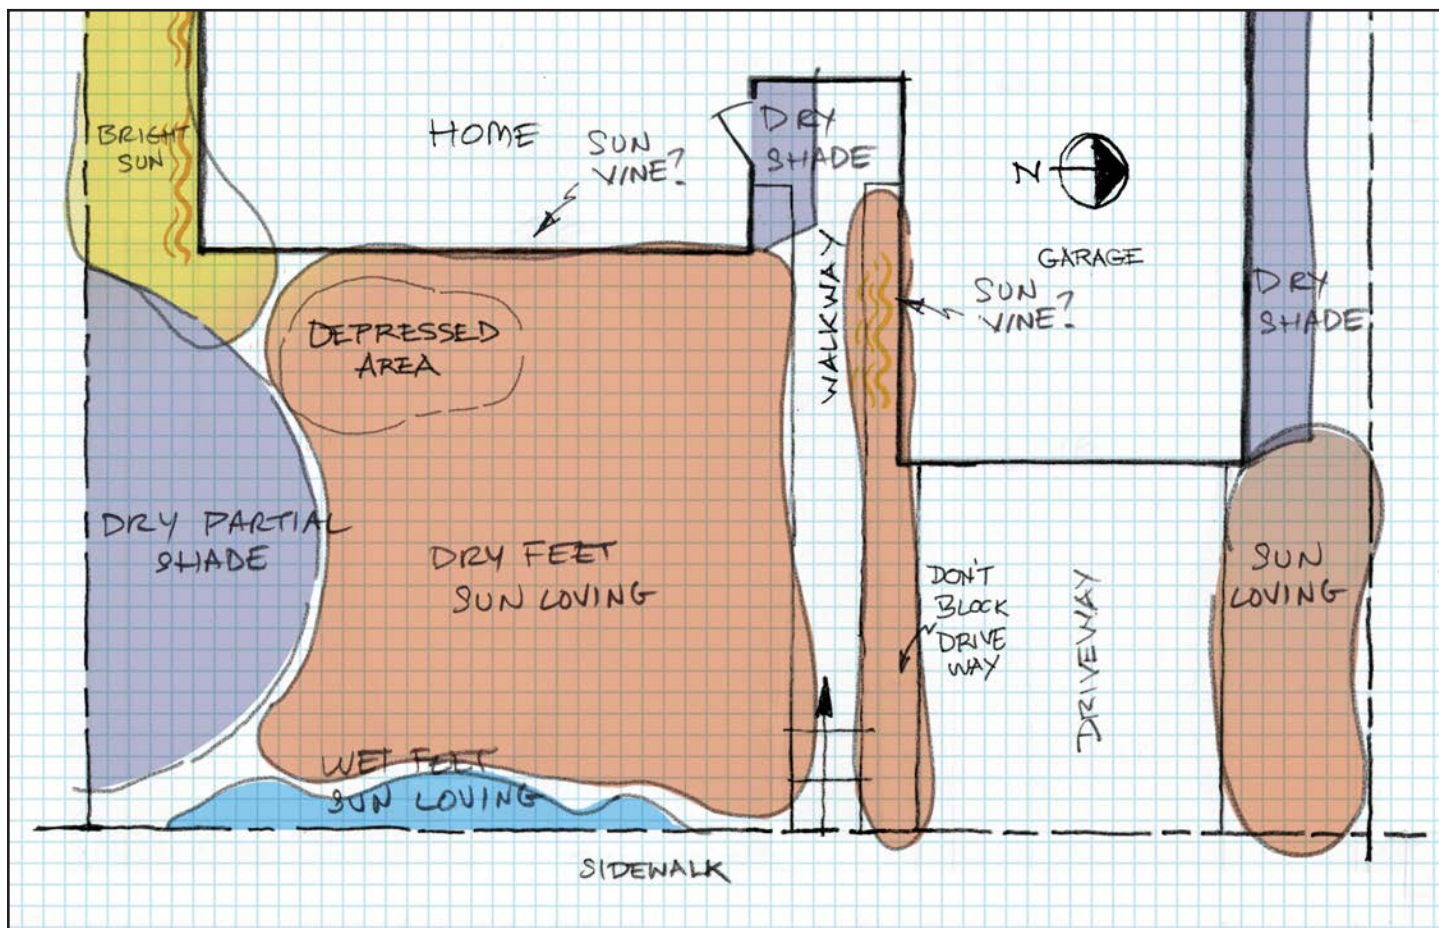 BRIGHT
SUN
HOME
SUN
VINE?
DRY
SHADE
N
GARAGE
SUN
VINE?
DRY
SHADE
WALKWAY
DEPRESSED
AREA
DRY PARTIAL
SHADE
DRY FEET
SUN LOVING
DON'T
BLOCK
DRIVE
WAY
DRIVEWAY
SUN
LOVING
WET FEET
SUN LOVING
SIDEWALK